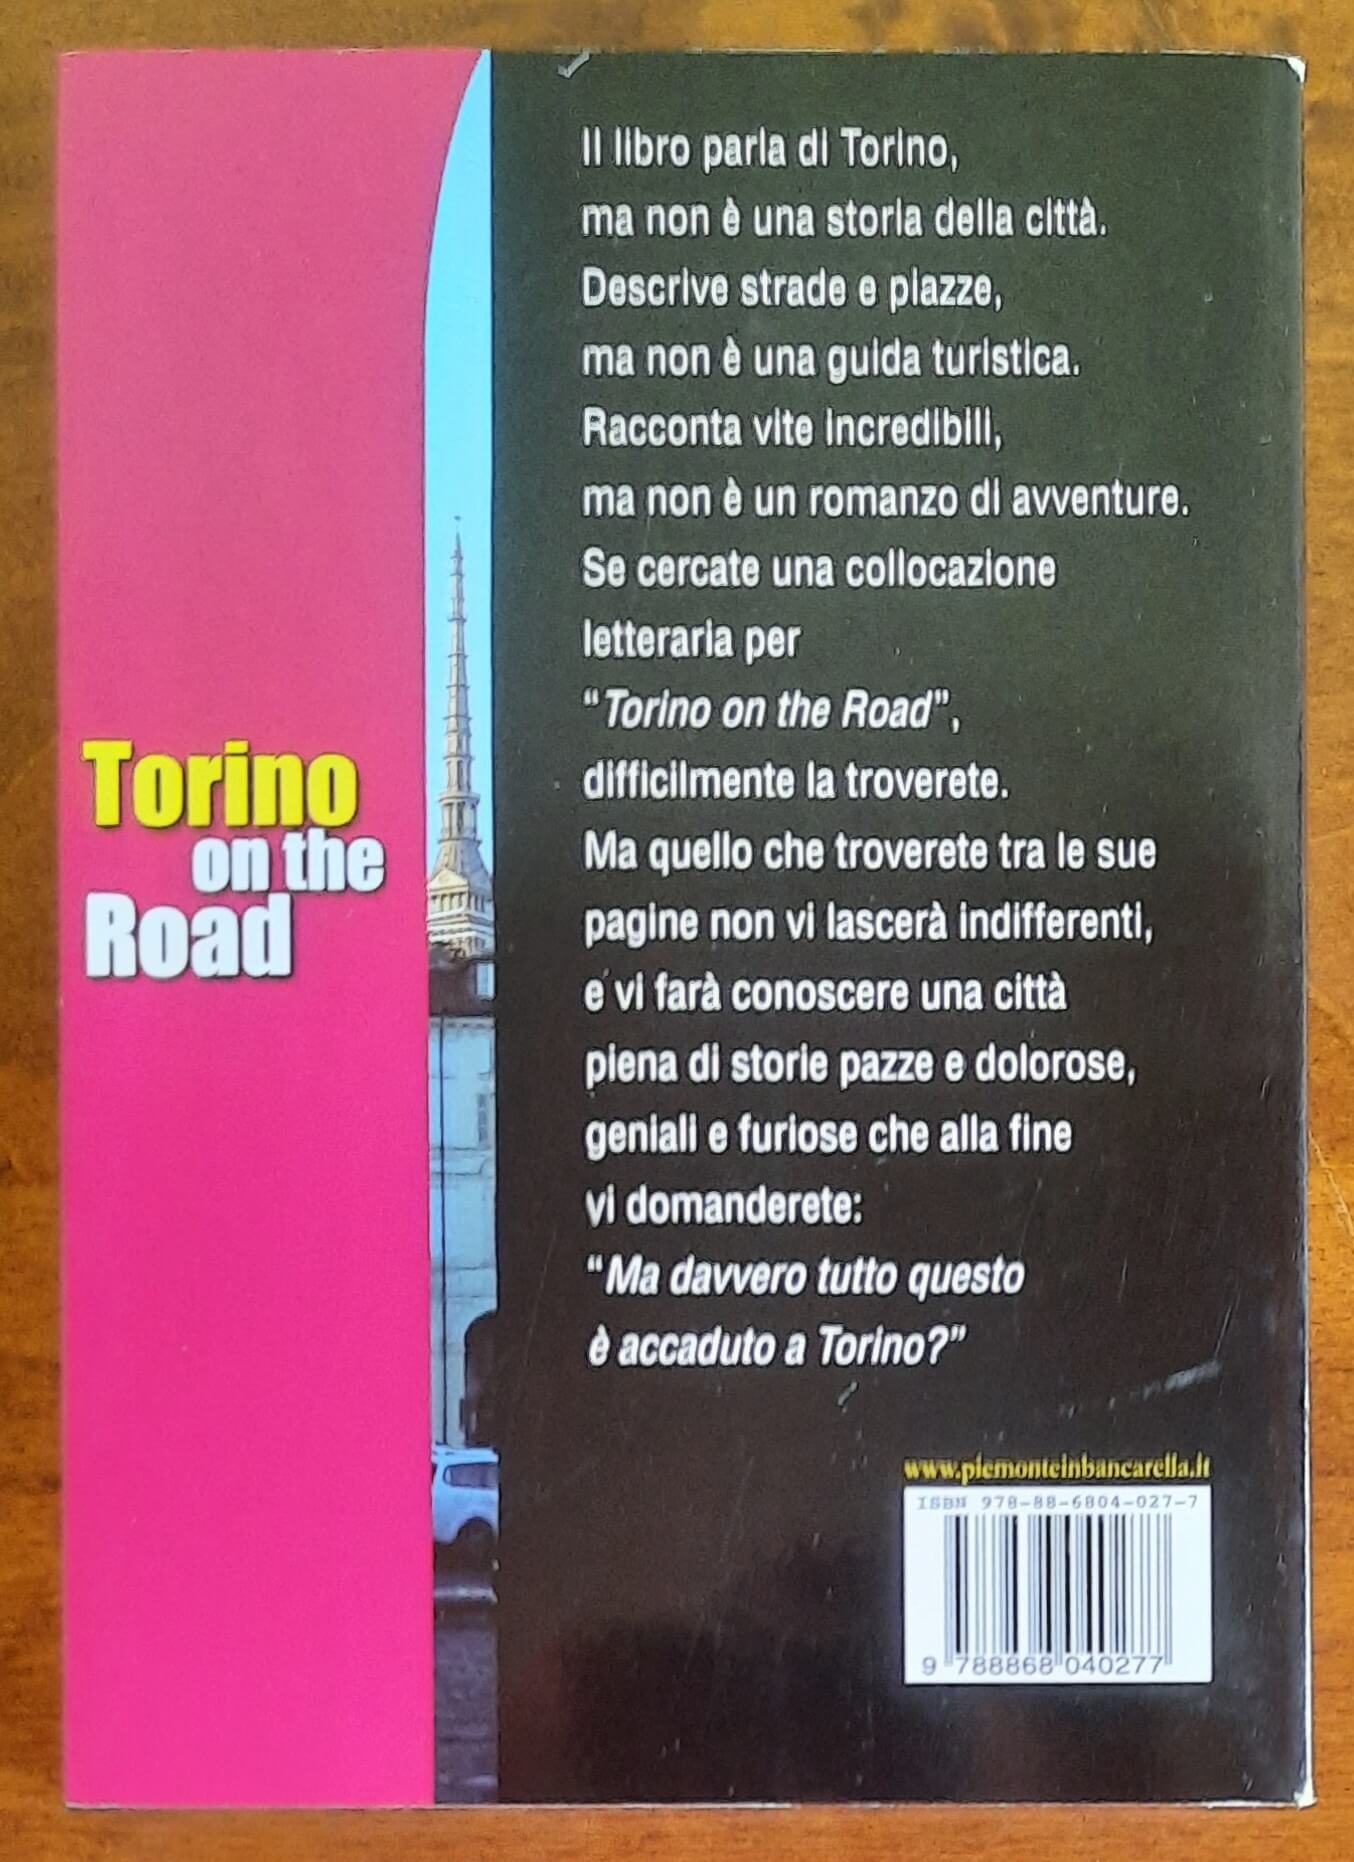 Torino
on the
Road
Il libro parla di Torino,
ma non è una storia della città.
Descrive strade e piazze,
ma non è una guida turistica.
Racconta vite incredibili,
ma non è un romanzo di avventure.
Se cercate una collocazione
letteraria per
“Torino on the Road”,
difficilmente la troverete.
Ma quello che troverete tra le sue
pagine non vi lascerà indifferenti,
e vi farà conoscere una città
piena di storie pazze e dolorose,
geniali e furiose che alla fine
vi domanderete:
“Ma davvero tutto questo
è accaduto a Torino?”
www.piemonteinbancarella.it
ISBN 978-88-6804-027-7
9 788868 040277